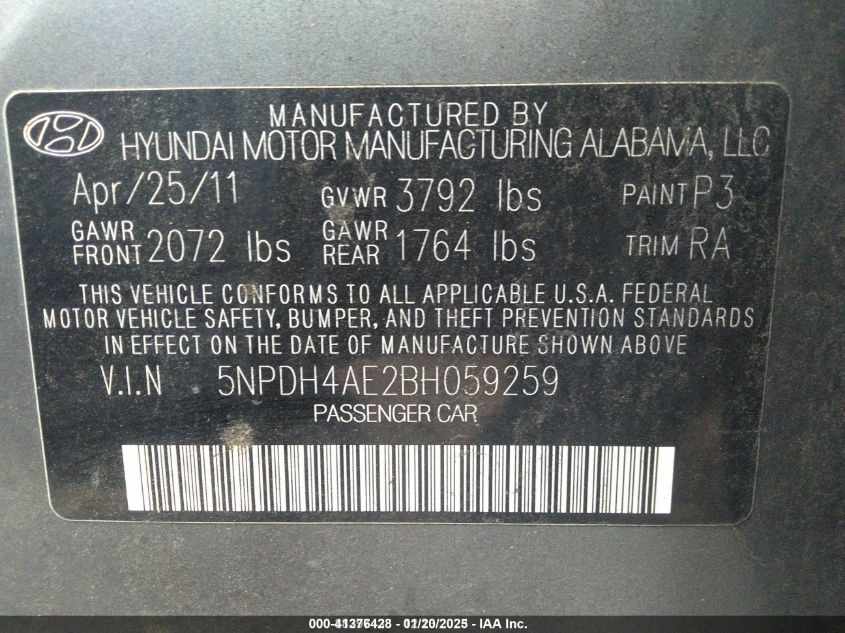 MANUFACTURED BY
HYUNDAI MOTOR MANUFACTURING ALABAMA, LLC
Apr/25/11 GVWR 3792 lbs PAINT P3
GAWR FRONT 2072 lbs GAWR REAR 1764 lbs TRIM RA
THIS VEHICLE CONFORMS TO ALL APPLICABLE U.S.A. FEDERAL
MOTOR VEHICLE SAFETY, BUMPER, AND THEFT PREVENTION STANDARDS
IN EFFECT ON THE DATE OF MANUFACTURE SHOWN ABOVE
V.I.N 5NPDH4AE2BH059259
PASSENGER CAR
000-41376428 - 01/20/2025 - IAA Inc.